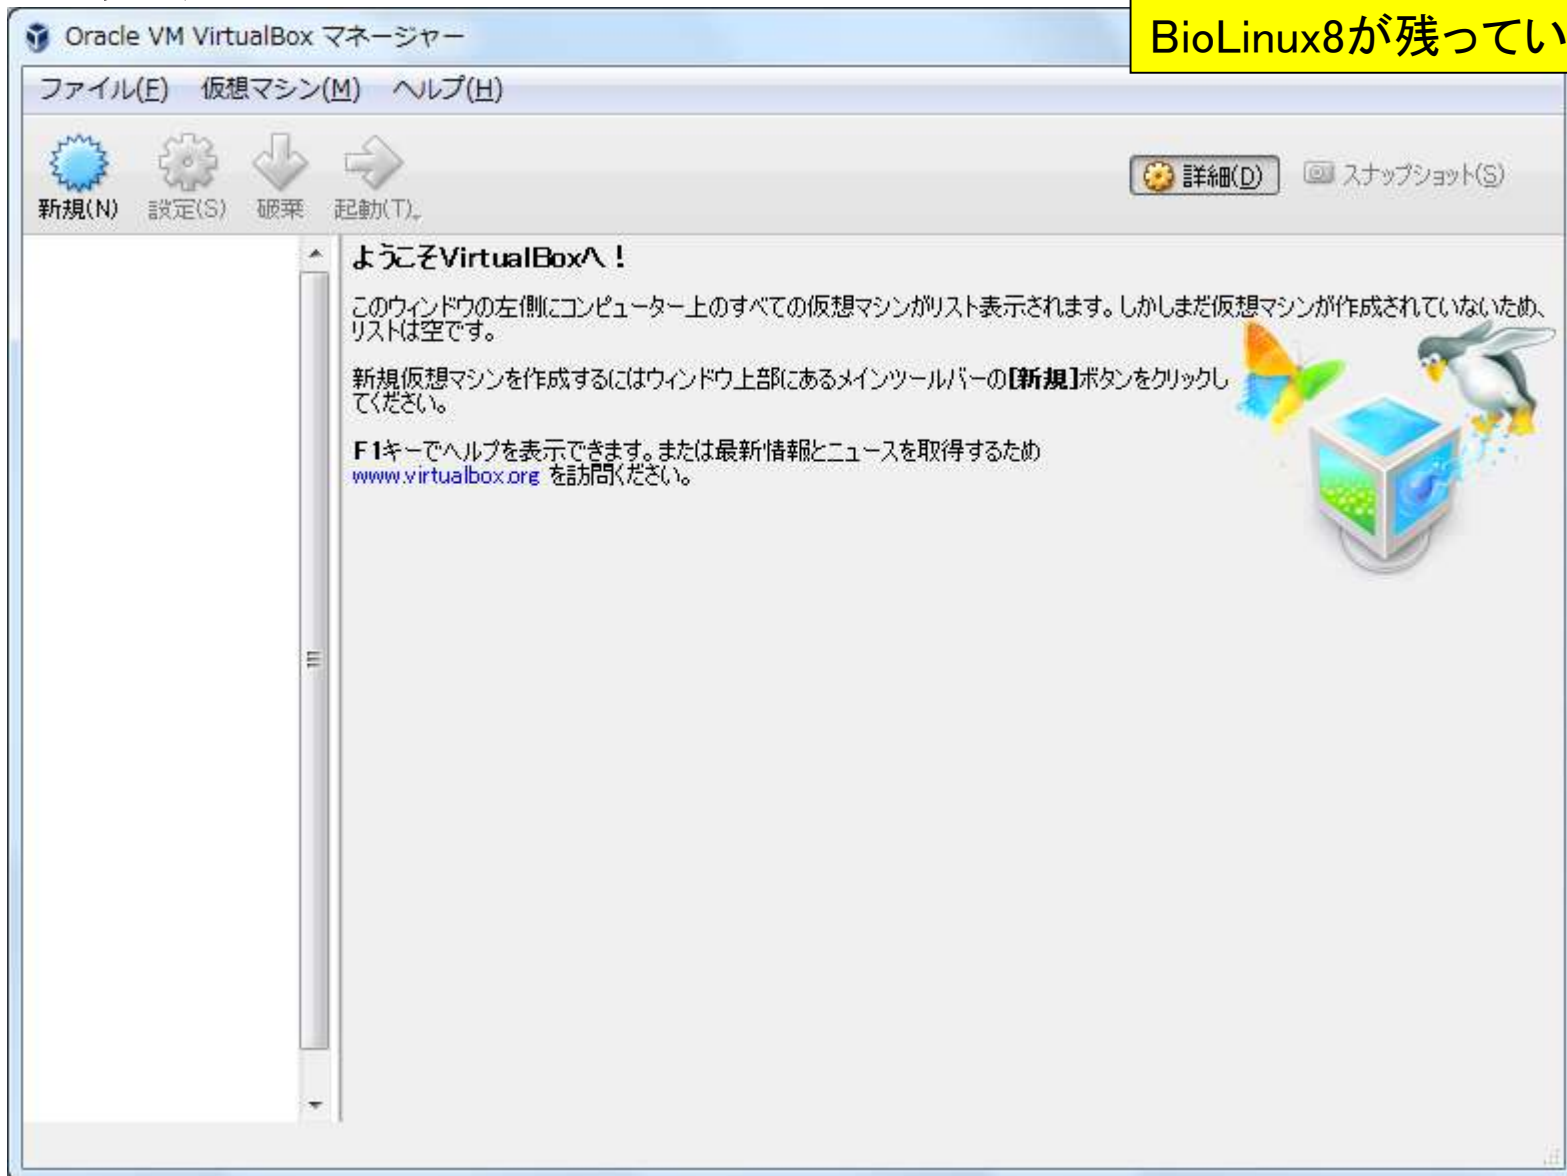 BioLinux8が残ってい
Oracle VM VirtualBox マネージャー
ファイル(F) 仮想マシン(M) ヘルプ(H)
新規(N) 設定(S) 破棄 起動(T)
詳細(D) スナップショット(S)
ようこそVirtualBoxへ！
このウィンドウの左側にコンピューター上のすべての仮想マシンがリスト表示されます。しかしまだ仮想マシンが作成されていないため、
リストは空です。
新規仮想マシンを作成するにはウィンドウ上部にあるメインツールバーの[新規]ボタンをクリックし
てください。
F1キーでヘルプを表示できます。または最新情報とニュースを取得するため
www.virtualbox.org を訪問ください。